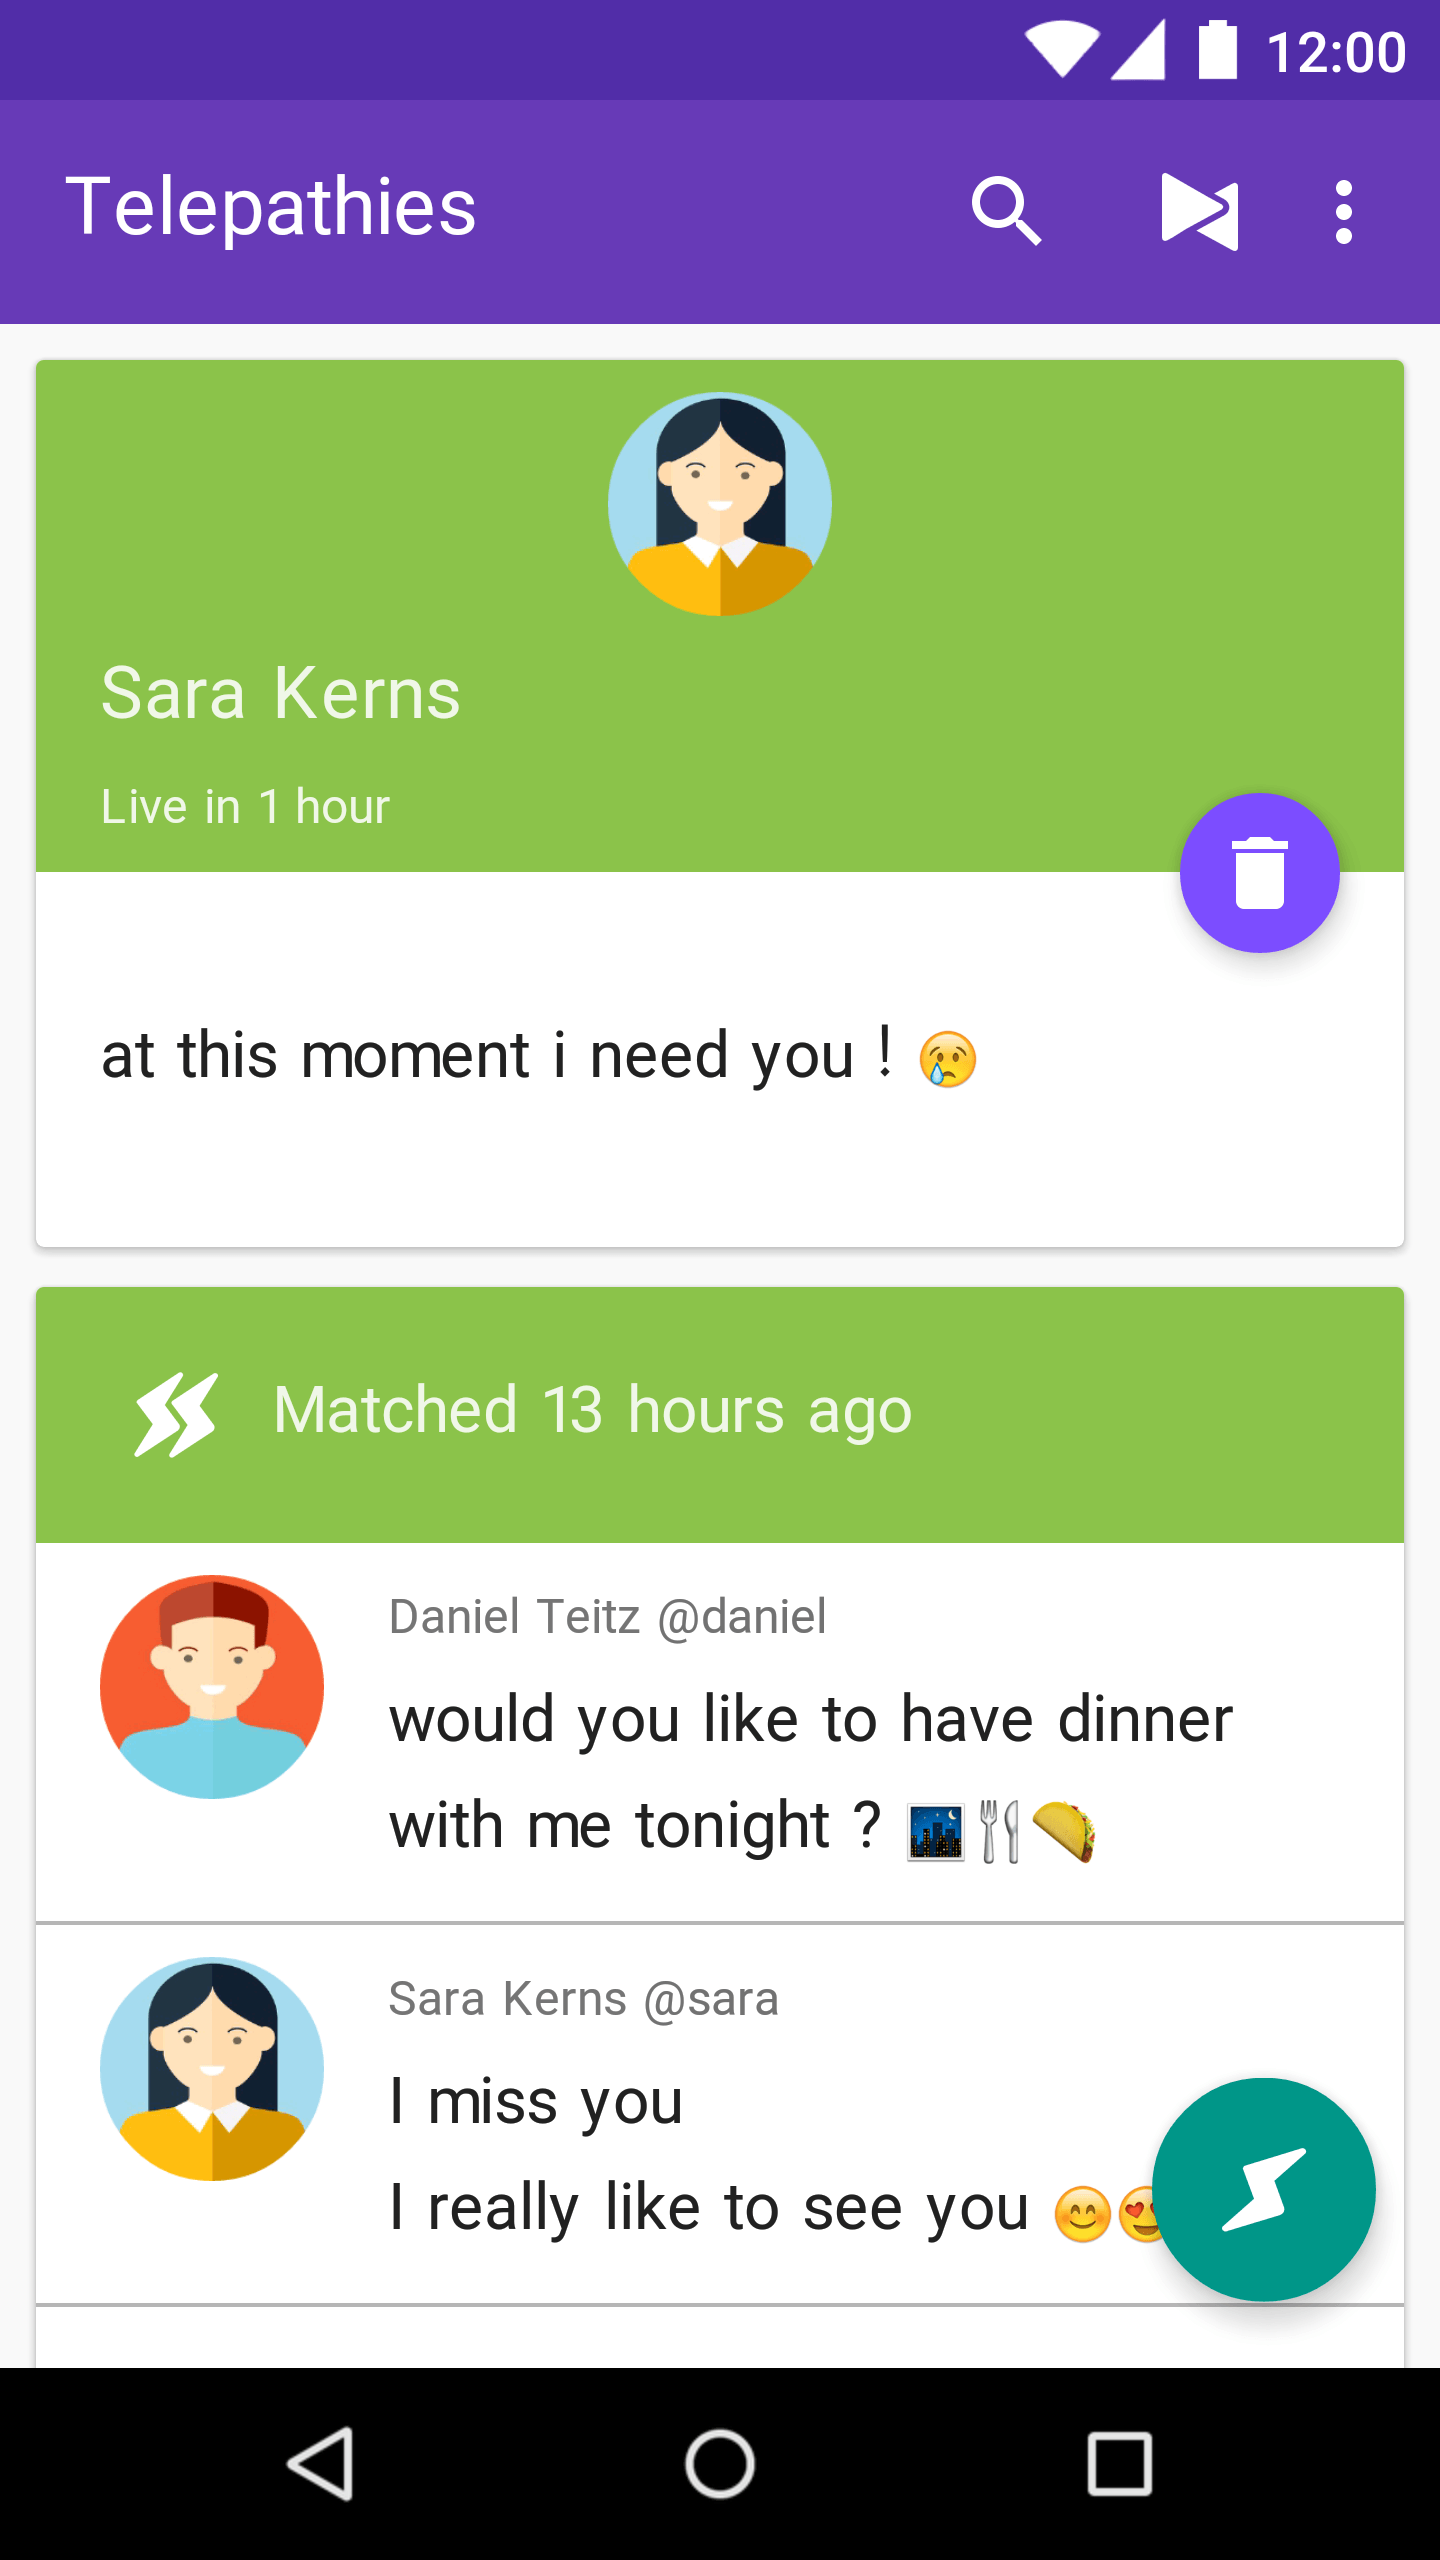 12:00
Telepathies
Sara Kerns
Live in 1 hour
at this moment i need you ! 😢
Matched 13 hours ago
Daniel Teitz @daniel
would you like to have dinner
with me tonight ? 🌃🍴🌮
Sara Kerns @sara
I miss you
I really like to see you 😊😍